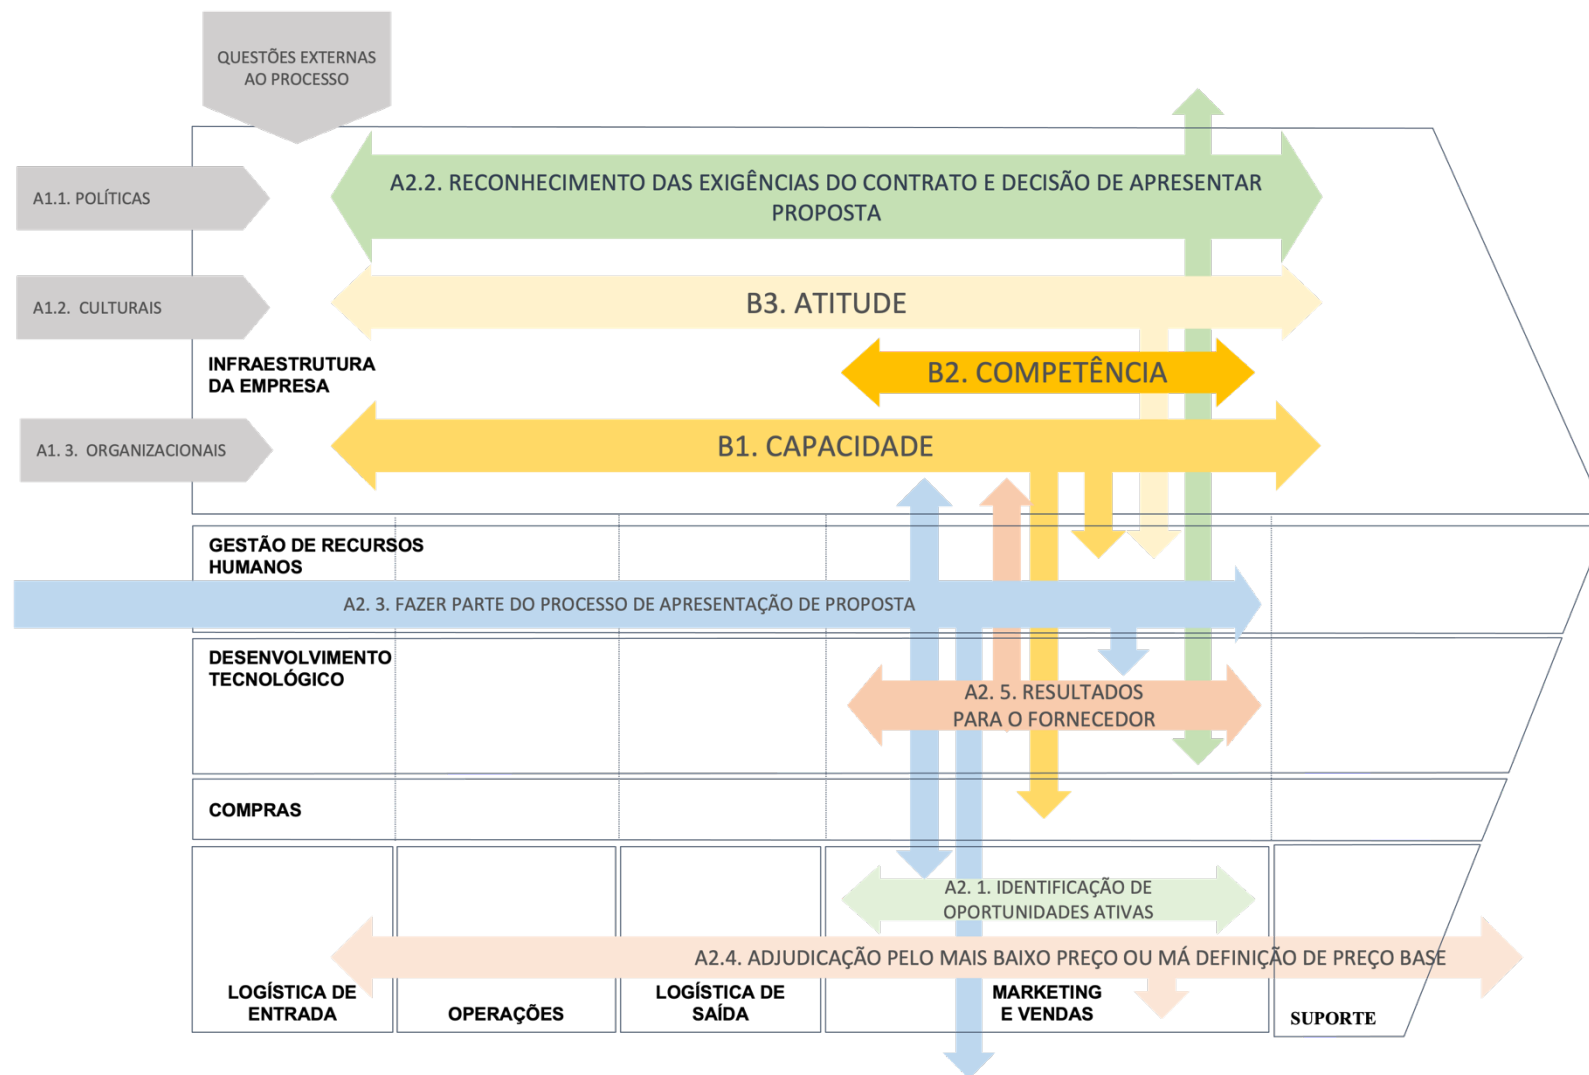 QUESTÕES EXTERNAS
AO PROCESSO
A1.1. POLÍTICAS
A2.2. RECONHECIMENTO DAS EXIGÊNCIAS DO CONTRATO E DECISÃO DE APRESENTAR
PROPOSTA
A1.2. CULTURAIS
B3. ATITUDE
INFRAESTRUTURA
DA EMPRESA
B2. COMPETÊNCIA
A1. 3. ORGANIZACIONAIS
B1. CAPACIDADE
GESTÃO DE RECURSOS
HUMANOS
A2. 3. FAZER PARTE DO PROCESSO DE APRESENTAÇÃO DE PROPOSTA
DESENVOLVIMENTO
TECNOLÓGICO
A2. 5. RESULTADOS
PARA O FORNECEDOR
COMPRAS
A2. 1. IDENTIFICAÇÃO DE
OPORTUNIDADES ATIVAS
A2.4. ADJUDICAÇÃO PELO MAIS BAIXO PREÇO OU MÁ DEFINIÇÃO DE PREÇO BASE
LOGÍSTICA DE
ENTRADA
OPERAÇÕES
LOGÍSTICA DE
SAÍDA
MARKETING
E VENDAS
SUPORTE